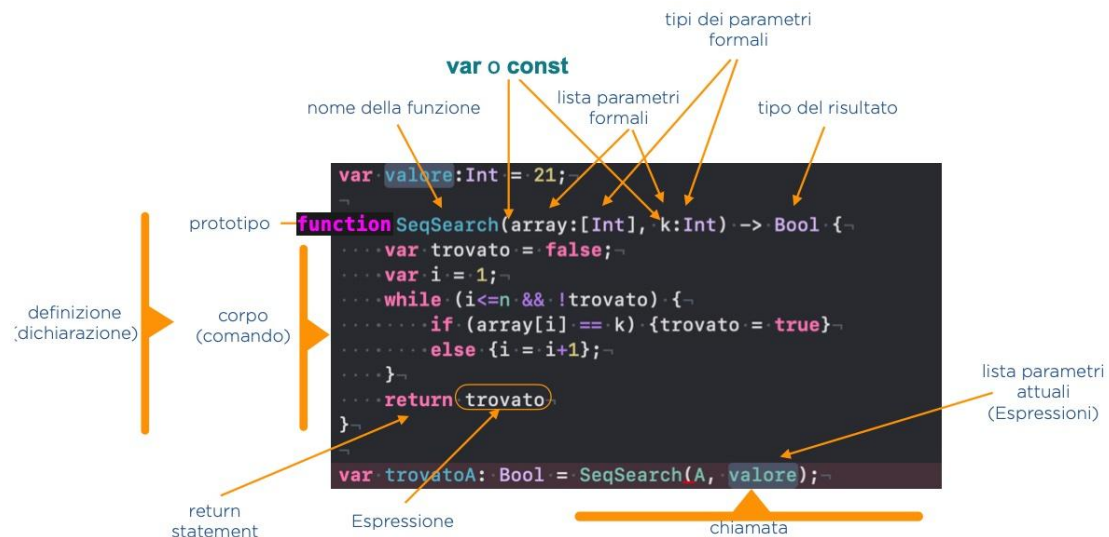 tipi dei parametri
formali
var o const
nome della funzione
lista parametri
formali
tipo del risultato
var valore:Int = 21;
prototipo
function SeqSearch(array:[Int], k:Int) -> Bool {
var trovato = false;
var i = 1;
while (i<=n && !trovato) {
if (array[i] == k) {trovato = true}
else {i = i+1};
}
return trovato
}
var trovatoA: Bool = SeqSearch(A, valore);
definizione
(dichiarazione)
corpo
(comando)
lista parametri
attuali
(Espressioni)
return
statement
Espressione
chiamata